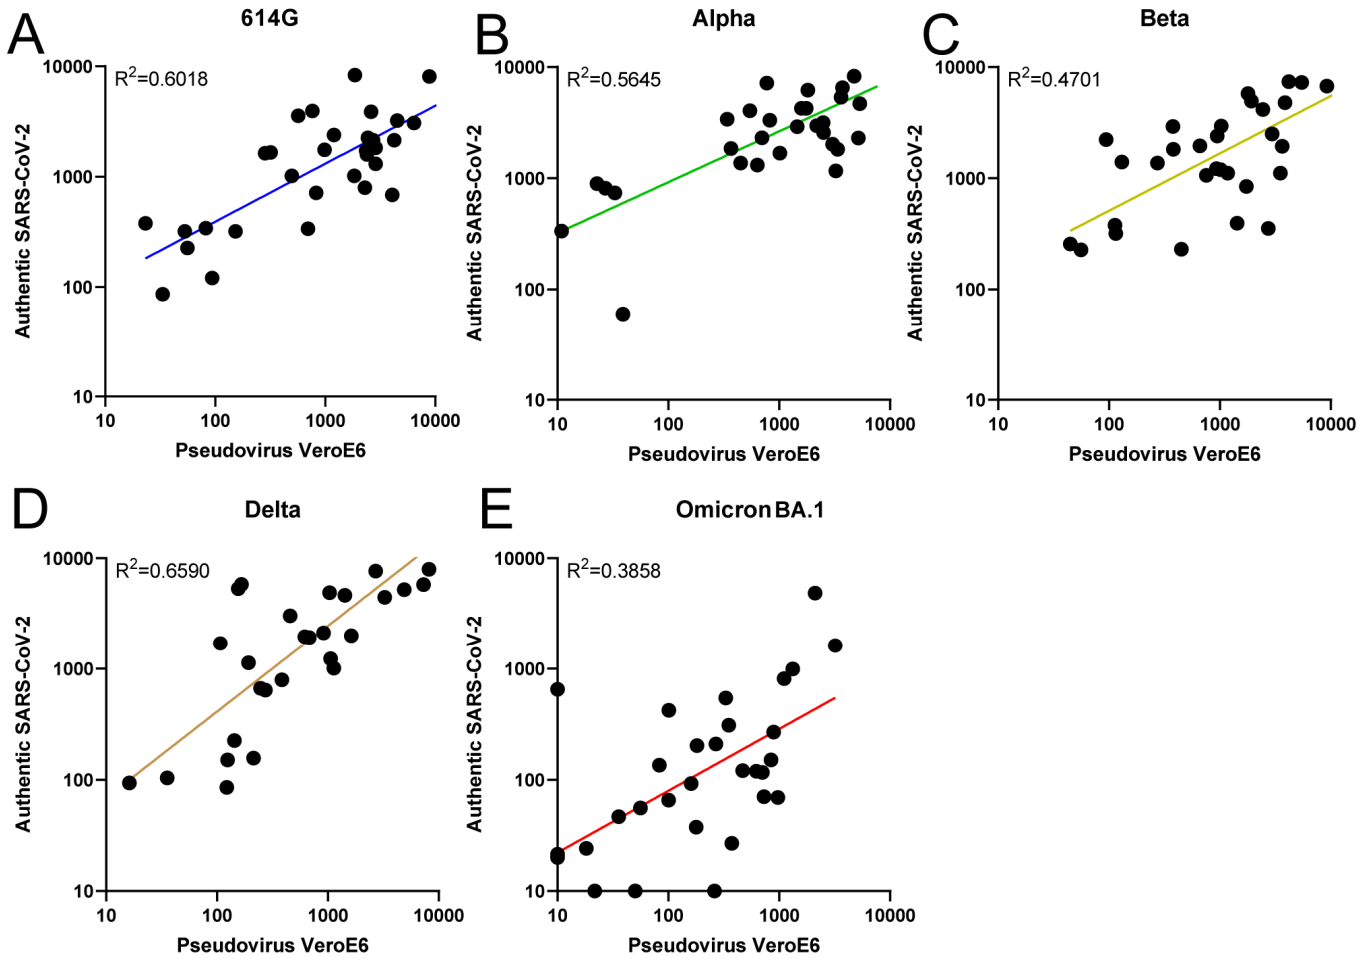 A
614G
R2=0.6018
Authentic SARS-CoV-2
10000
1000
100
10
10 100 1000 10000
Pseudovirus VeroE6
B
Alpha
R2=0.5645
Authentic SARS-CoV-2
10000
1000
100
10
10 100 1000 10000
Pseudovirus VeroE6
C
Beta
R2=0.4701
Authentic SARS-CoV-2
10000
1000
100
10
10 100 1000 10000
Pseudovirus VeroE6
D
Delta
R2=0.6590
Authentic SARS-CoV-2
10000
1000
100
10
10 100 1000 10000
Pseudovirus VeroE6
E
Omicron BA.1
R2=0.3858
Authentic SARS-CoV-2
10000
1000
100
10
10 100 1000 10000
Pseudovirus VeroE6